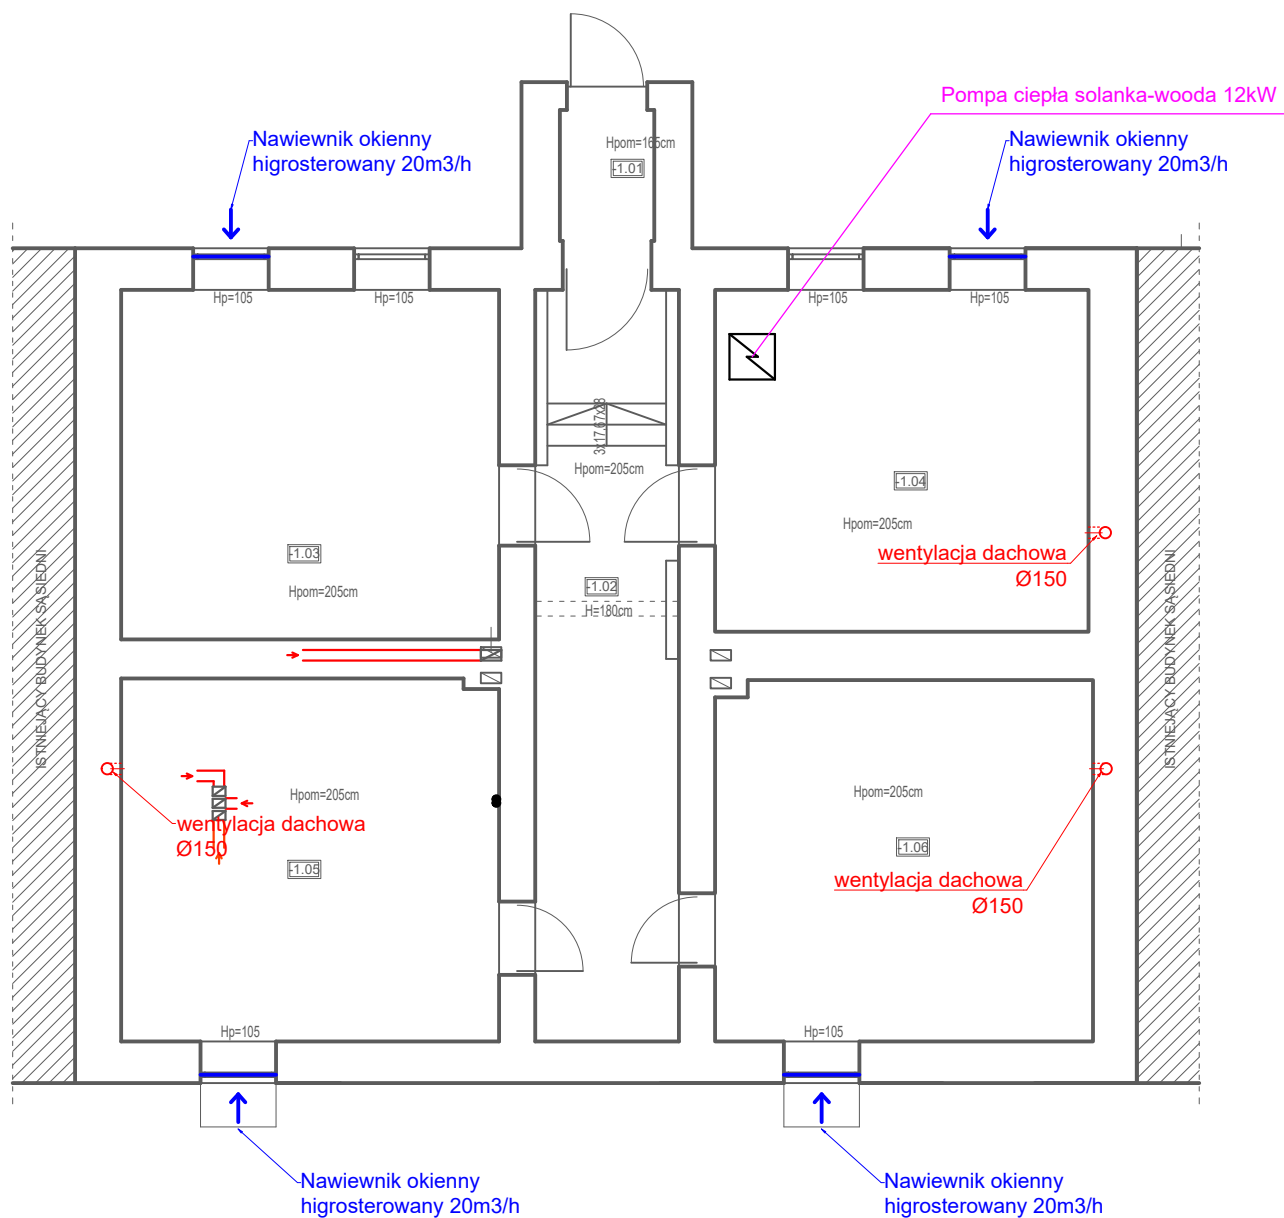 Pompa ciepła solanka-wooda 12kW
Nawiewnik okienny
higrosterowany 20m3/h
Hpom=165cm
-1.01
Nawiewnik okienny
higrosterowany 20m3/h
Hp=105
Hp=105
Hp=105
Hp=105
3x17,67x28
Hpom=205cm
-1.04
Hpom=205cm
wentylacja dachowa
Ø150
-1.03
Hpom=205cm
-1.02
H=180cm
ISTNIEJĄCY BUDYNEK SĄSIEDNI
ISTNIEJĄCY BUDYNEK SĄSIEDNI
Hpom=205cm
wentylacja dachowa
Ø150
-1.05
Hpom=205cm
-1.06
wentylacja dachowa
Ø150
Hp=105
Hp=105
Nawiewnik okienny
higrosterowany 20m3/h
Nawiewnik okienny
higrosterowany 20m3/h